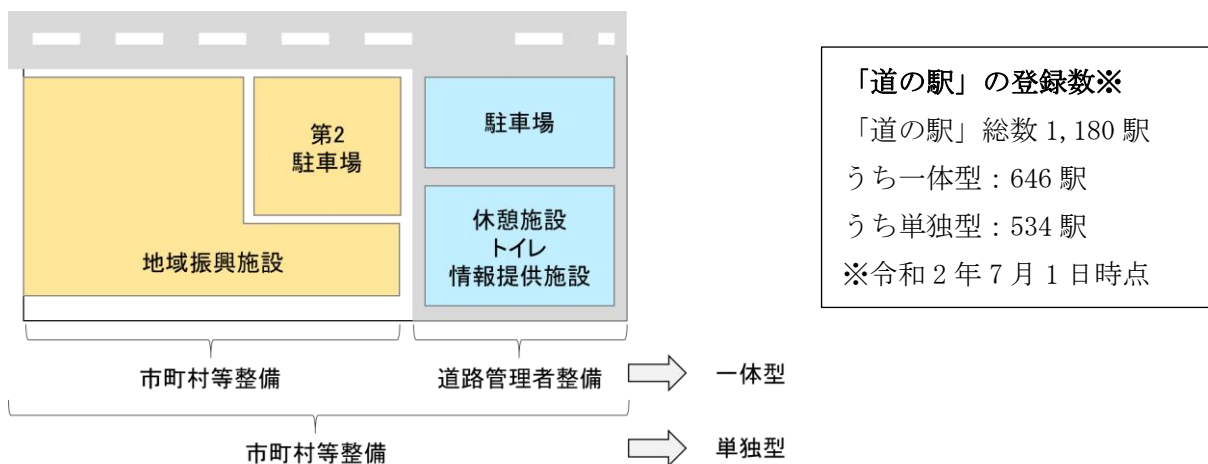 第2
駐車場
駐車場
休憩施設
トイレ
情報提供施設
地域振興施設
市町村等整備
道路管理者整備
一体型
市町村等整備
単独型
「道の駅」の登録数※
「道の駅」総数 1,180 駅
うち一体型：646 駅
うち単独型：534 駅
※令和 2 年 7 月 1 日時点